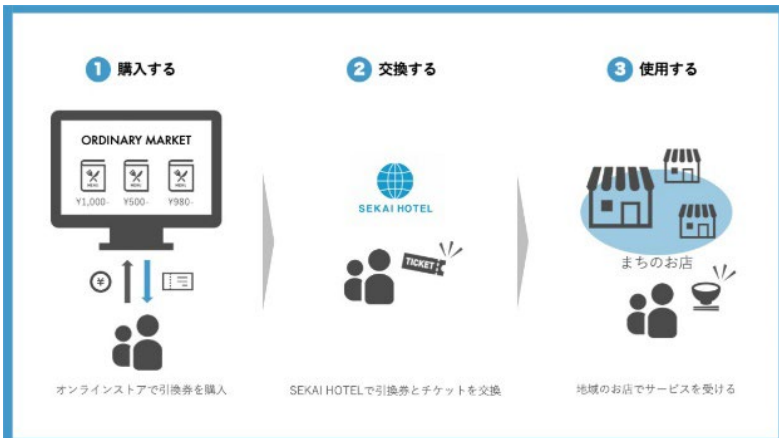 1 購入する
ORDINARY MARKET
MEAL MEAL MEAL
¥1,000- ¥500- ¥980-
¥
オンラインストアで引換券を購入
2 交換する
SEKAI HOTEL
TICKET
SEKAI HOTELで引換券とチケットを交換
3 使用する
まちのお店
地域のお店でサービスを受ける